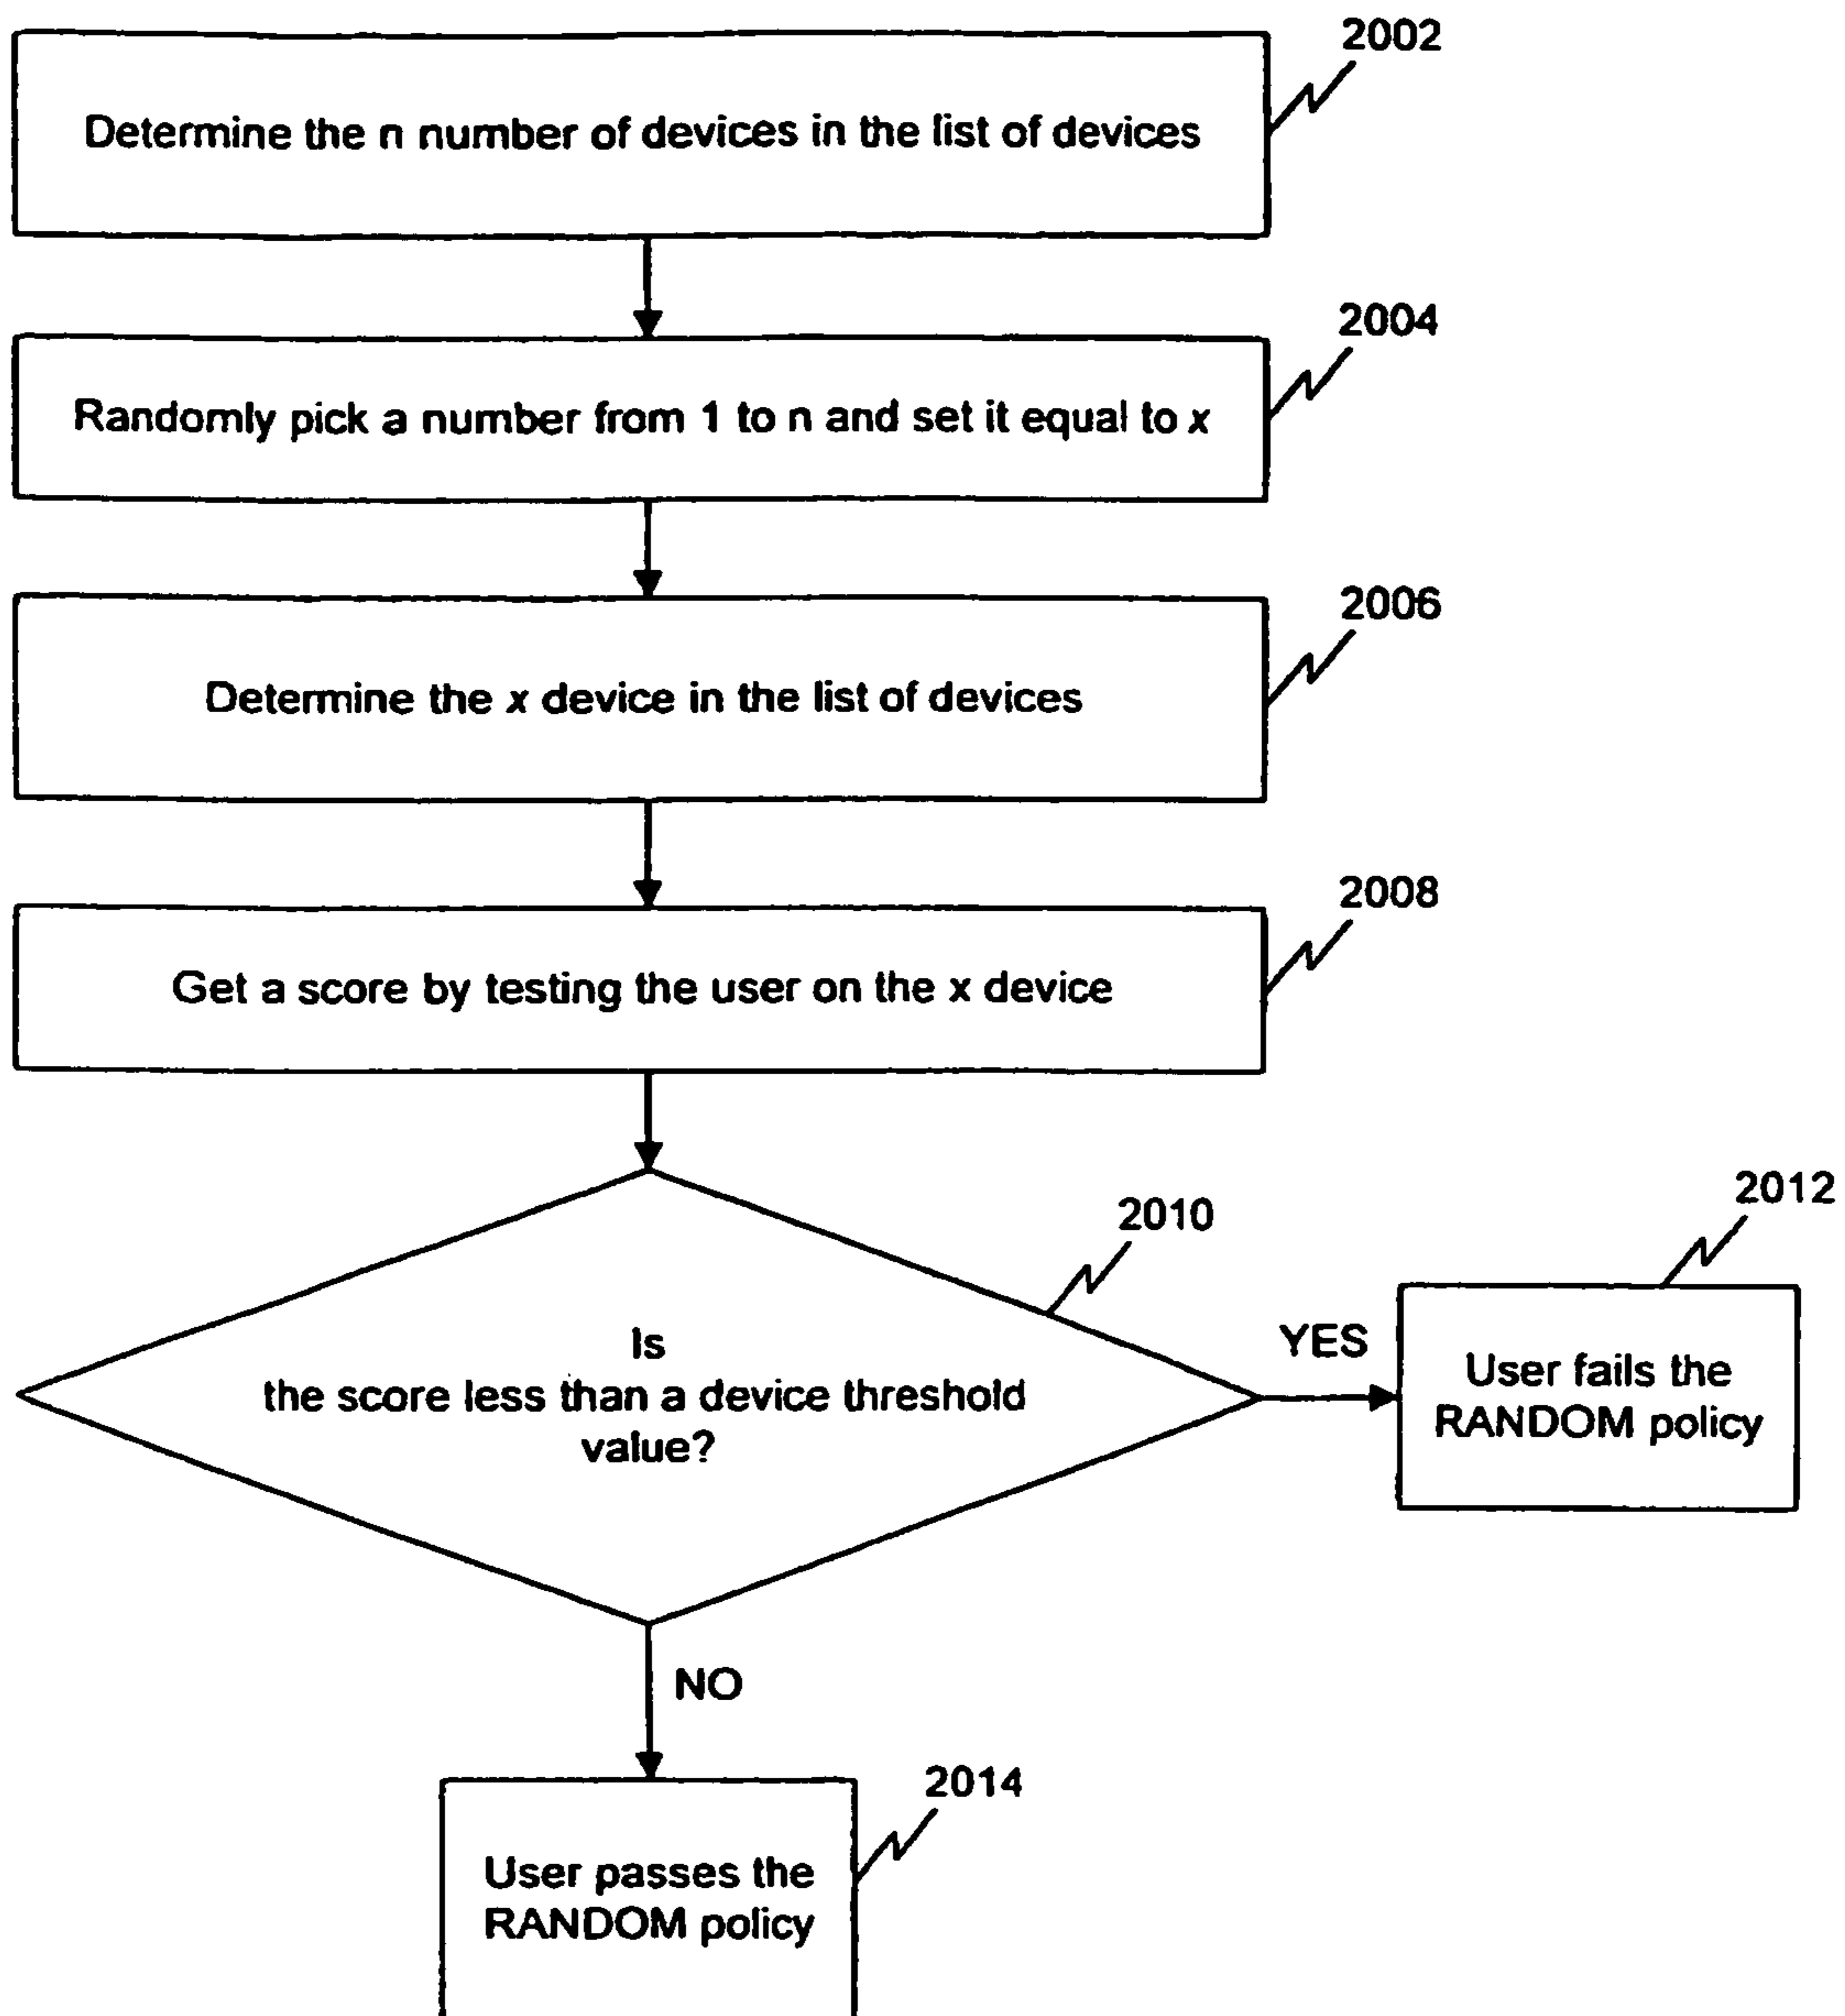 2002
Determine the n number of devices in the list of devices
2004
Randomly pick a number from 1 to n and set it equal to x
2006
Determine the x device in the list of devices
2008
Get a score by testing the user on the x device
2010
Is
the score less than a device threshold
value?
YES
2012
User fails the
RANDOM policy
NO
2014
User passes the
RANDOM policy